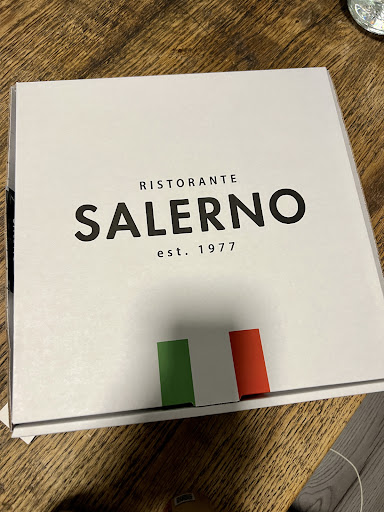 RISTORANTE
SALERNO
est. 1977